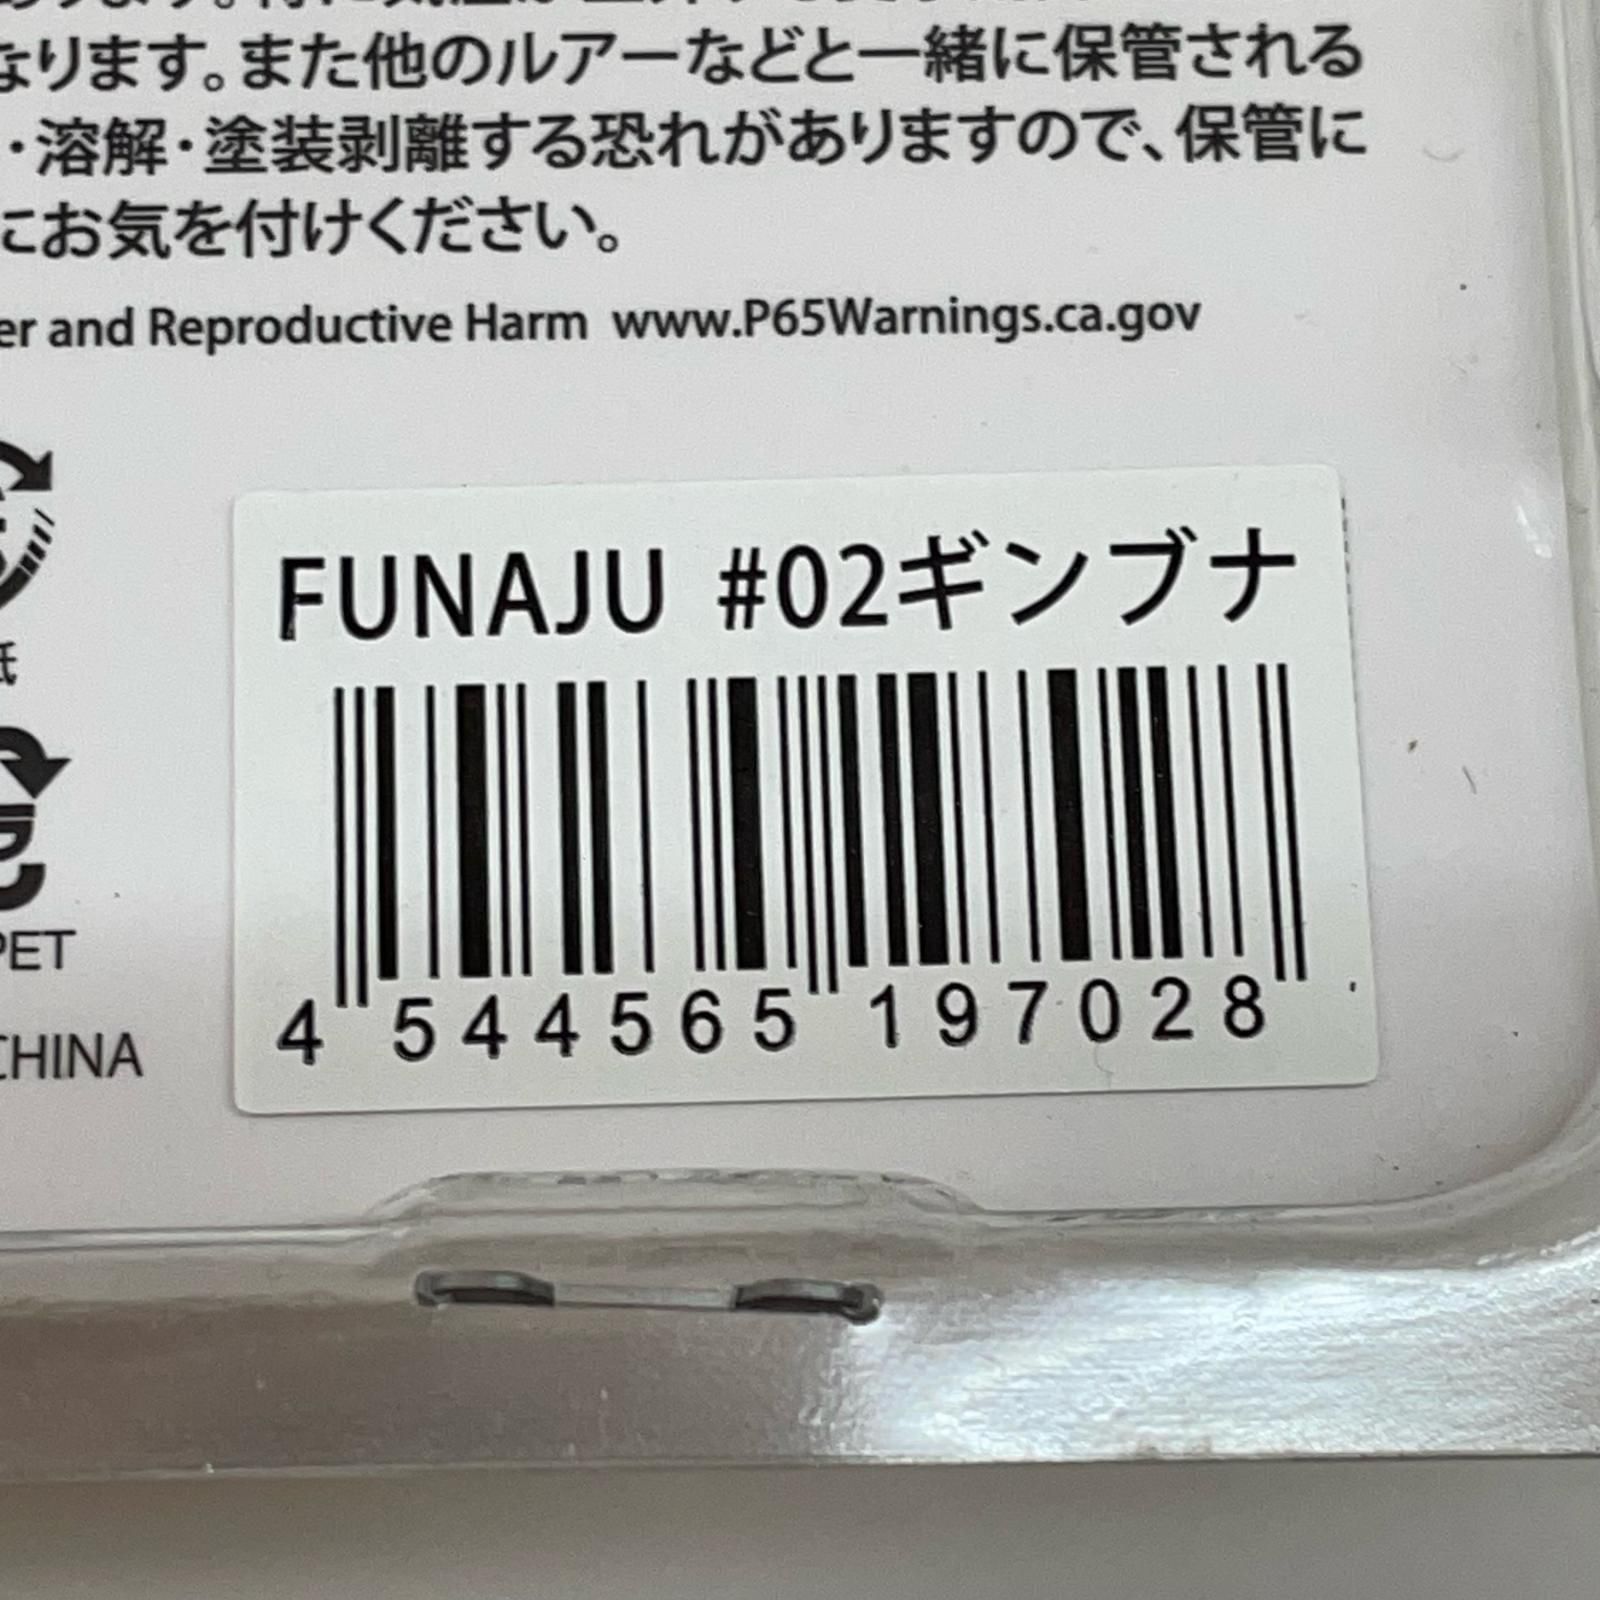 なります。また他のルアーなどと一緒に保管される
・溶解・塗装剥離する恐れがありますので、保管に
にお気を付けください。
er and Reproductive Harm www.P65Warnings.ca.gov
紙
PET
CHINA
FUNAJU #02ギンブナ
4 544565 197028